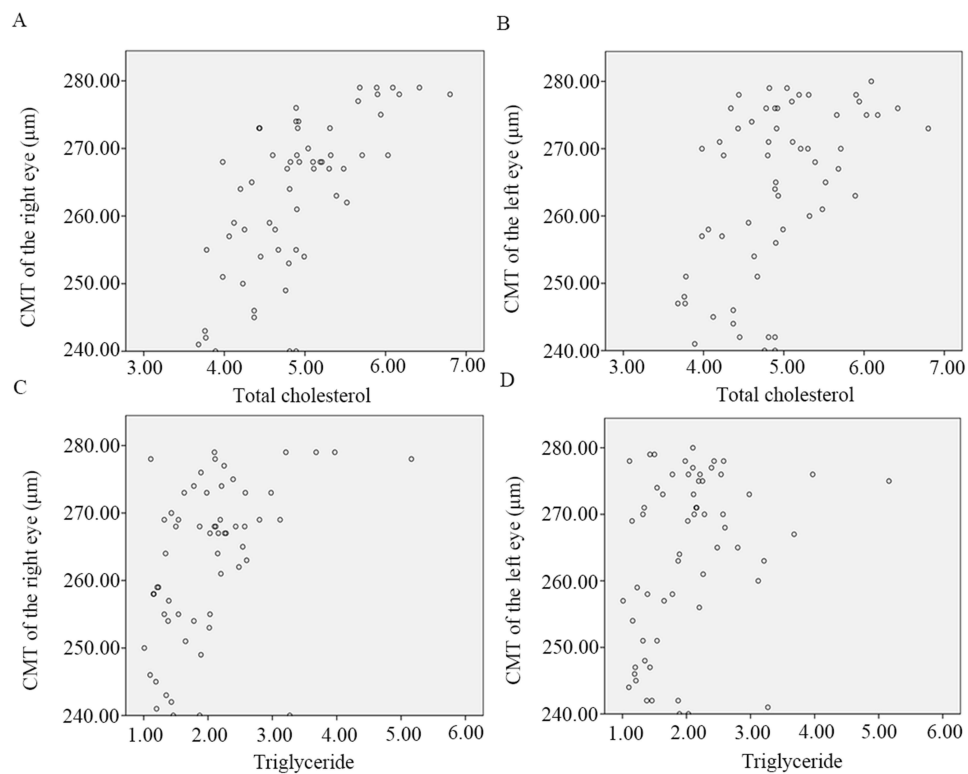 A
CMT of the right eye (μm)
280.00
270.00
260.00
250.00
240.00
3.00 4.00 5.00 6.00 7.00
Total cholesterol
B
CMT of the left eye (μm)
280.00
270.00
260.00
250.00
240.00
3.00 4.00 5.00 6.00 7.00
Total cholesterol
C
CMT of the right eye (μm)
280.00
270.00
260.00
250.00
240.00
1.00 2.00 3.00 4.00 5.00 6.00
Triglyceride
D
CMT of the left eye (μm)
280.00
270.00
260.00
250.00
240.00
1.00 2.00 3.00 4.00 5.00 6.00
Triglyceride